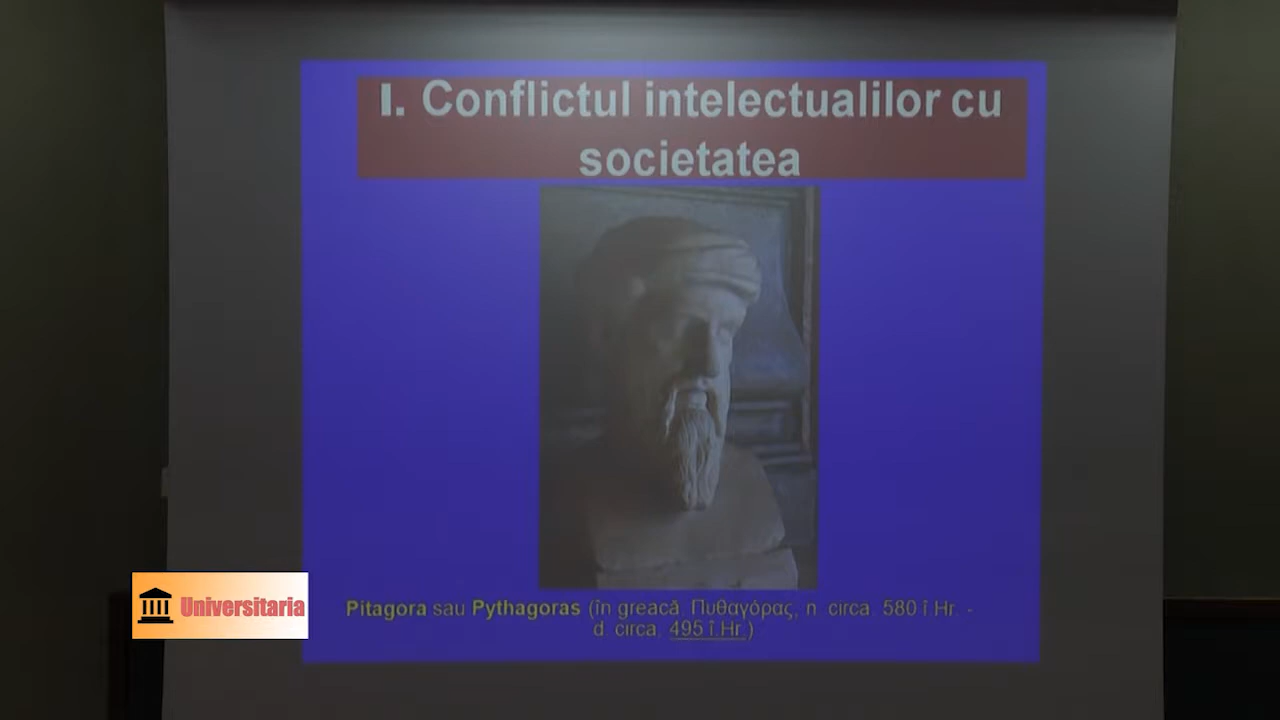 I. Conflictul intelectualilor cu
societatea
Universitaria
Pitagora sau Pythagoras (în greacă, Πυθαγόρας, n. circa. 580 î.Hr. -
d. circa, 495 î.Hr.)